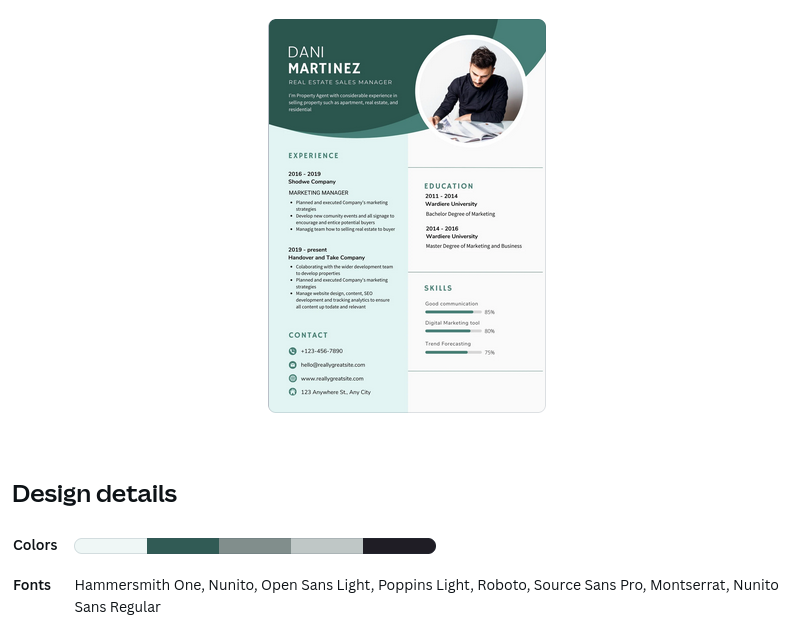 DANI
MARTINEZ
REAL ESTATE SALES MANAGER
I'm Property Agent with considerable experience in
selling property such as apartment, real estate, and
residential
EXPERIENCE
2016 - 2019
Shodwe Company
MARKETING MANAGER
• Planned and executed Company's marketing
strategies
• Develop new comunity events and all signage to
encourage and entice potential buyers
• Managig team how to selling real estate to buyer
2019 - present
Handover and Take Company
• Colaborating with the wider development team
to develop properties
• Planned and executed Company's marketing
strategies
• Manage website design, content, SEO
development and tracking analytics to ensure
all content up todate and relevant
CONTACT
+123-456-7890
hello@reallygreatsite.com
www.reallygreatsite.com
123 Anywhere St., Any City
EDUCATION
2011 - 2014
Wardiere University
Bachelor Degree of Marketing
2014 - 2016
Wardiere University
Master Degree of Marketing and Business
SKILLS
Good communication
85%
Digital Marketing tool
80%
Trend Forecasting
75%
Design details
Colors
Fonts
Hammersmith One, Nunito, Open Sans Light, Poppins Light, Roboto, Source Sans Pro, Montserrat, Nunito
Sans Regular